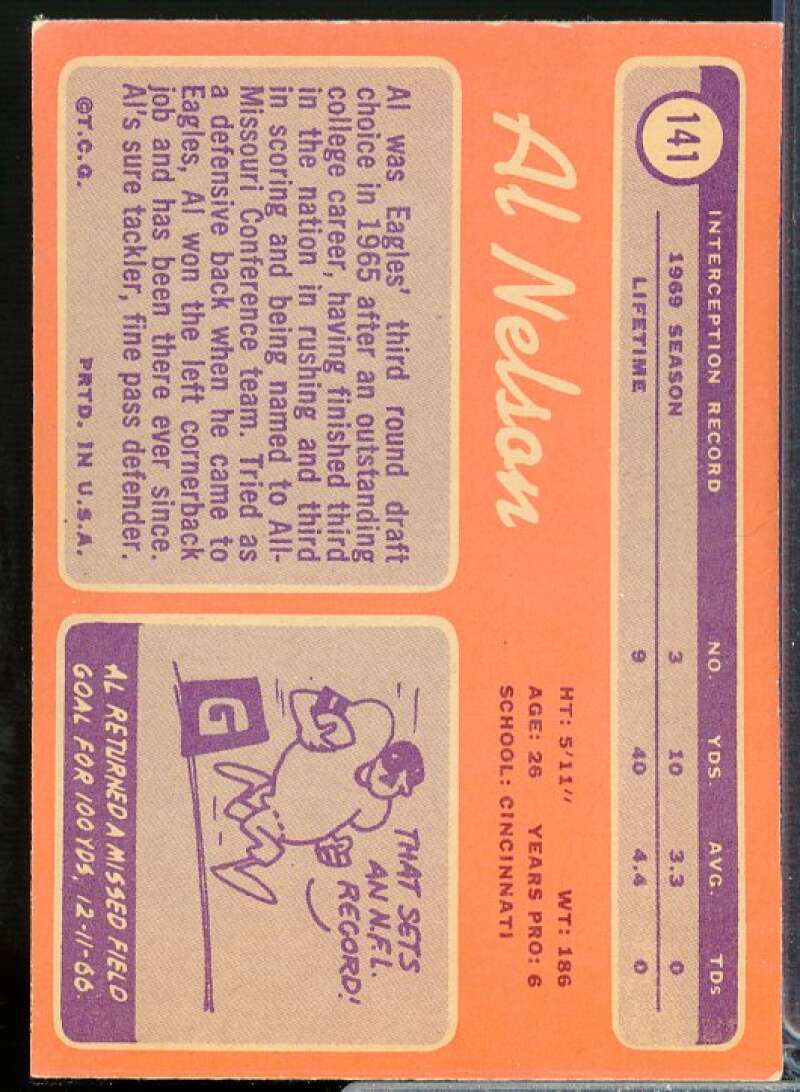 141
INTERCEPTION RECORD NO. YDS. AVG. TDs
1969 SEASON 3 10 3.3 0
LIFETIME 9 40 4.4 0
Al Nelson
HT: 5'11" WT: 186
AGE: 26 YEARS PRO: 6
SCHOOL: CINCINNATI
Al was Eagles' third round draft
choice in 1965 after an outstanding
college career, having finished third
in the nation in rushing and third
in scoring and being named to All-
Missouri Conference team. Tried as
a defensive back when he came to
Eagles, Al won the left cornerback
job and has been there ever since.
Al's sure tackler, fine pass defender.
©T.C.G. PRTD. IN U.S.A.
THAT SETS
AN N.F.L.
RECORD!
G
AL RETURNED A MISSED FIELD
GOAL FOR 100 YDS, 12-11-66.